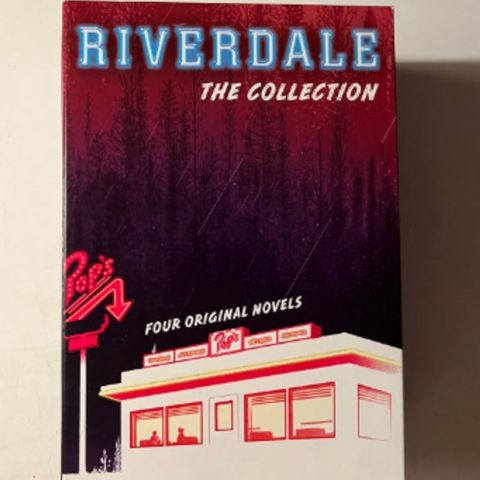 RIVERDALE
THE COLLECTION
Pop's
FOUR ORIGINAL NOVELS
PoP's